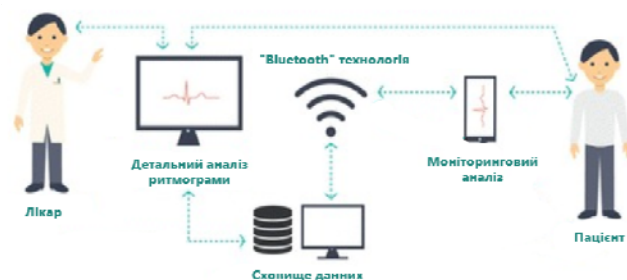 "Bluetooth" технологія
Детальний аналіз
ритмограми
Моніторинговий
аналіз
Лікар
Пацієнт
Сховище данних